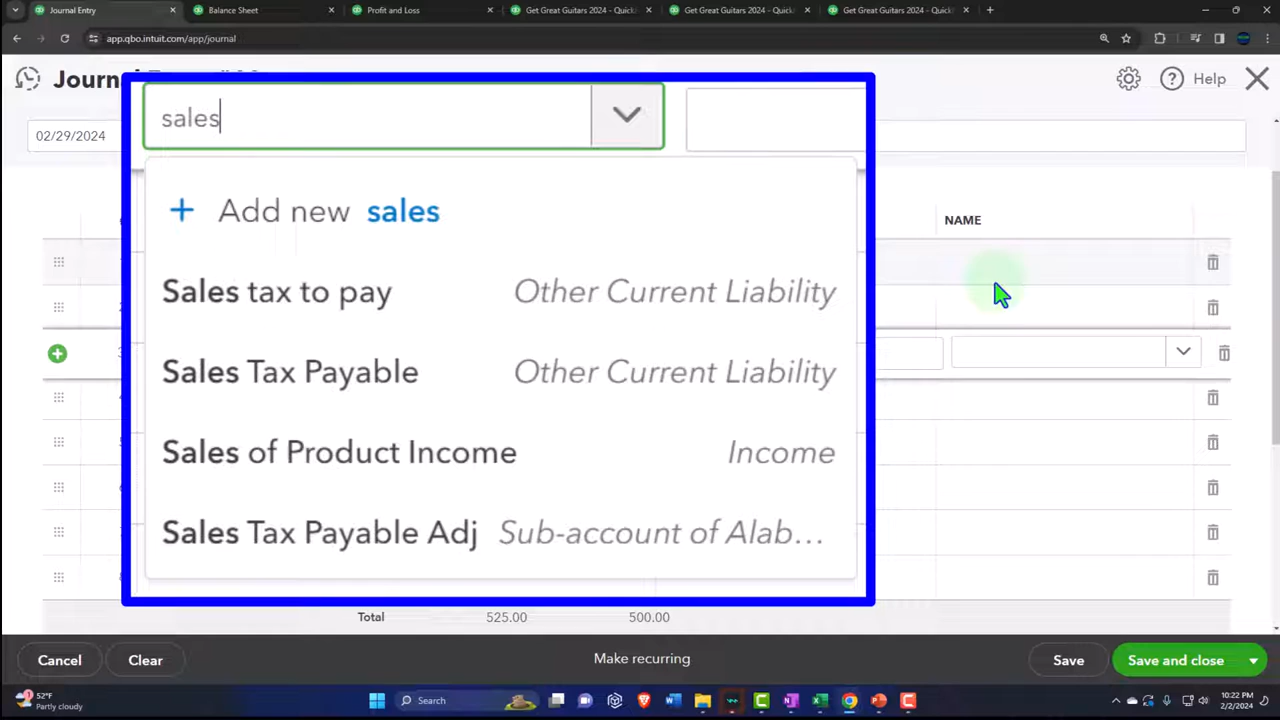 Journal Entry
Balance Sheet
Profit and Loss
Get Great Guitars 2024 - Quick
Get Great Guitars 2024 - Quick
Get Great Guitars 2024 - Quick
app.qbo.intuit.com/app/journal
Journal
Help
02/29/2024
sales
+ Add new sales
Sales tax to pay Other Current Liability
Sales Tax Payable Other Current Liability
Sales of Product Income Income
Sales Tax Payable Adj Sub-account of Alab...
NAME
Total 525.00 500.00
Cancel Clear Make recurring Save Save and close
52°F
Partly cloudy
Search
10:22 PM
2/2/2024